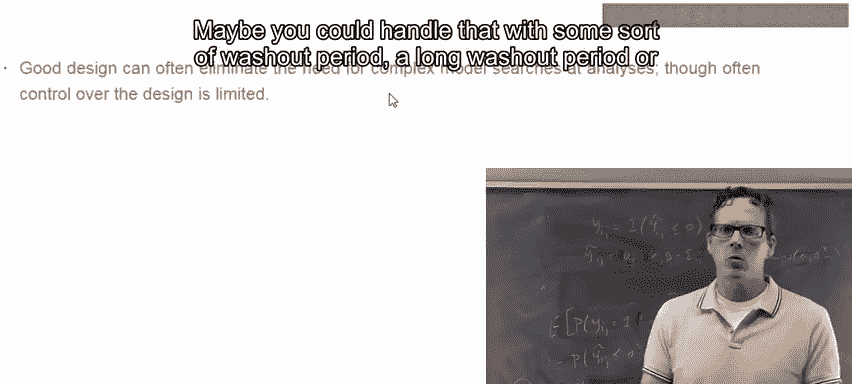 Maybe you could handle that with some sort
of washout period, a long washout period or
· Good design can often eliminate the need for complex model searches at analyses; though often
control over the design is limited.